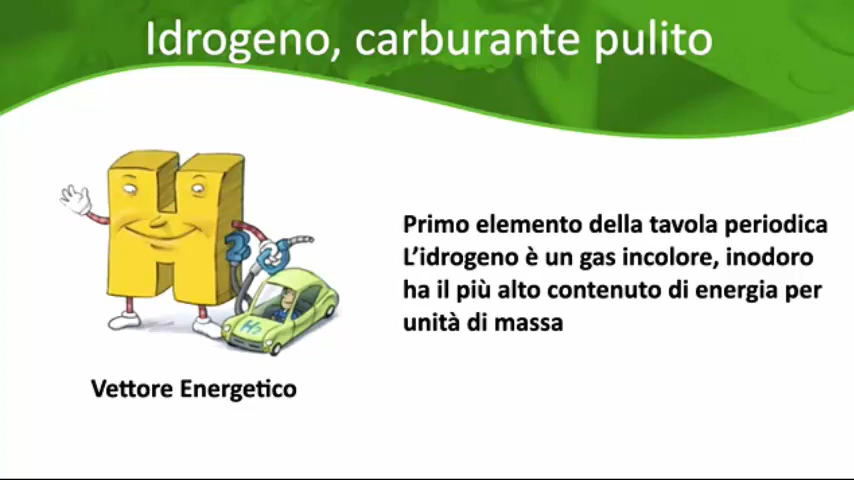 Idrogeno, carburante pulito
Primo elemento della tavola periodica
L'idrogeno è un gas incolore, inodoro
ha il più alto contenuto di energia per
unità di massa
H₂
Vettore Energetico